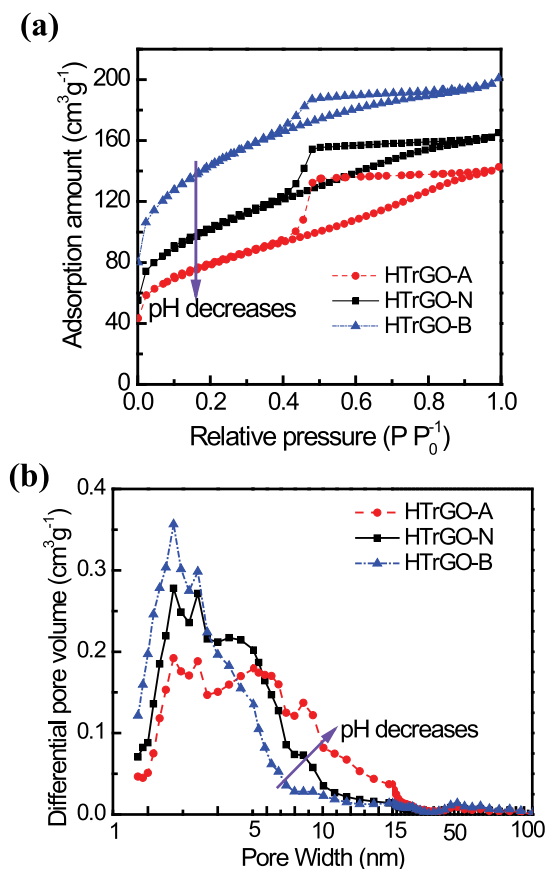 (a)
Adsorption amount (cm³g⁻¹)
200
160
120
80
40
0
HTrGO-A
HTrGO-N
HTrGO-B
pH decreases
0.0 0.2 0.4 0.6 0.8 1.0
Relative pressure (P P₀⁻¹)
(b)
Differential pore volume (cm³g⁻¹)
0.4
0.3
0.2
0.1
0.0
HTrGO-A
HTrGO-N
HTrGO-B
pH decreases
1 5 10 15 50 100
Pore Width (nm)